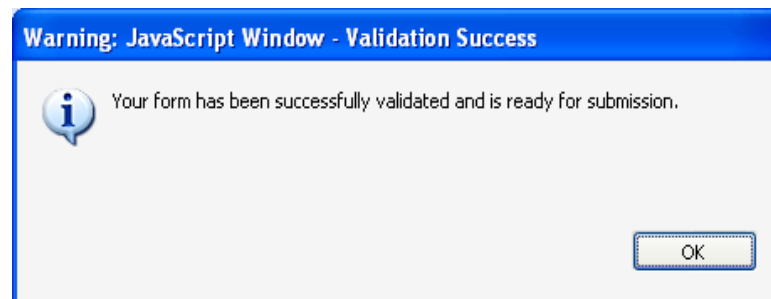 Warning: JavaScript Window - Validation Success
Your form has been successfully validated and is ready for submission.
OK